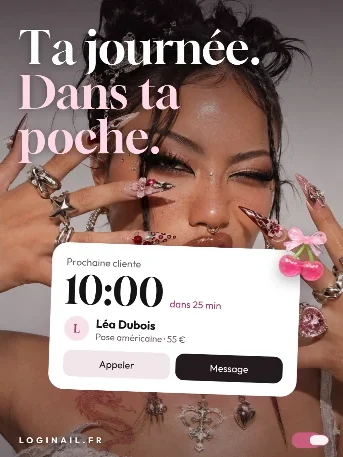 Ta journée.
Dans ta
poche.
Prochaine cliente
10:00 dans 25 min
L
Léa Dubois
Pose américaine · 55 €
Appeler
Message
LOGINAIL.FR